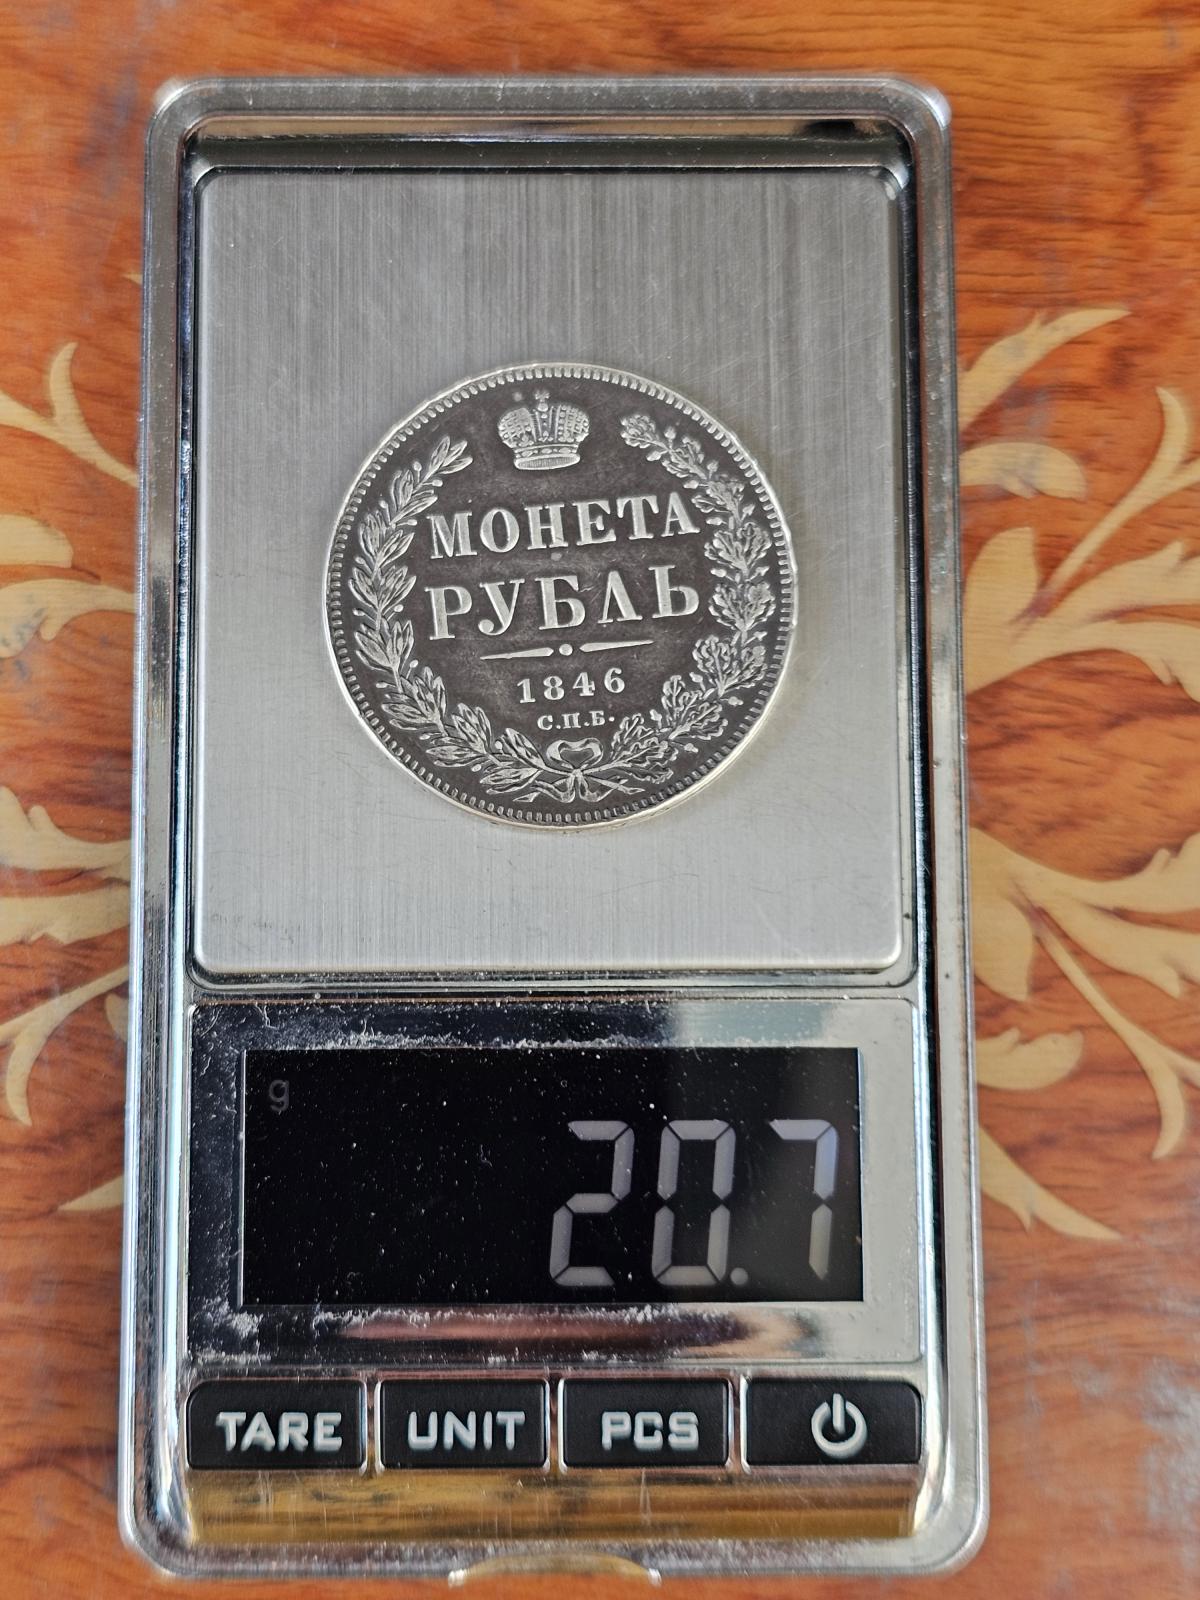 МОНЕТА
РУБЛЬ
1846
С.П.Б.
g
20.7
TARE UNIT PCS